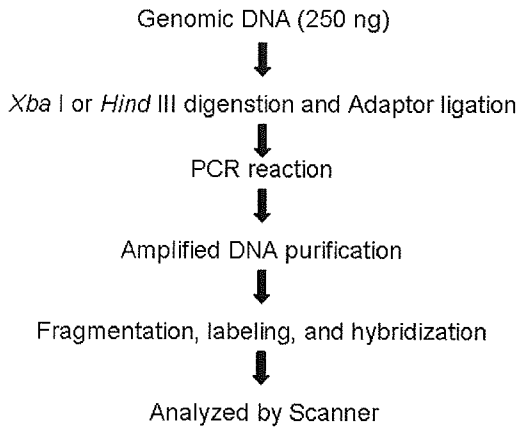 Genomic DNA (250 ng)
Xba I or Hind III digenstion and Adaptor ligation
PCR reaction
Amplified DNA purification
Fragmentation, labeling, and hybridization
Analyzed by Scanner